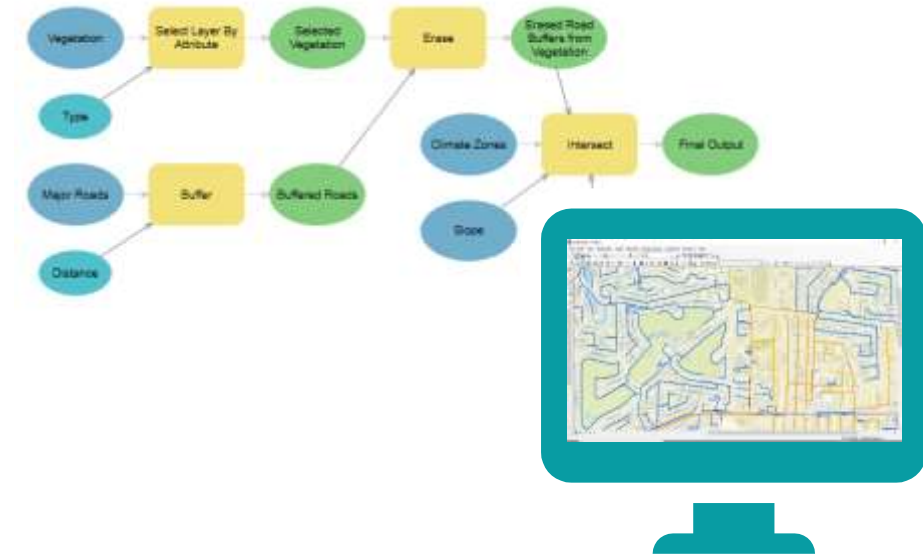 Vegetation
Select Layer By
Attribute
Selected
Vegetation
Erase
Erased Road
Buffers from
Vegetation
Type
Climate Zones
Intersect
Final Output
Major Roads
Buffer
Buffered Roads
Slope
Distance